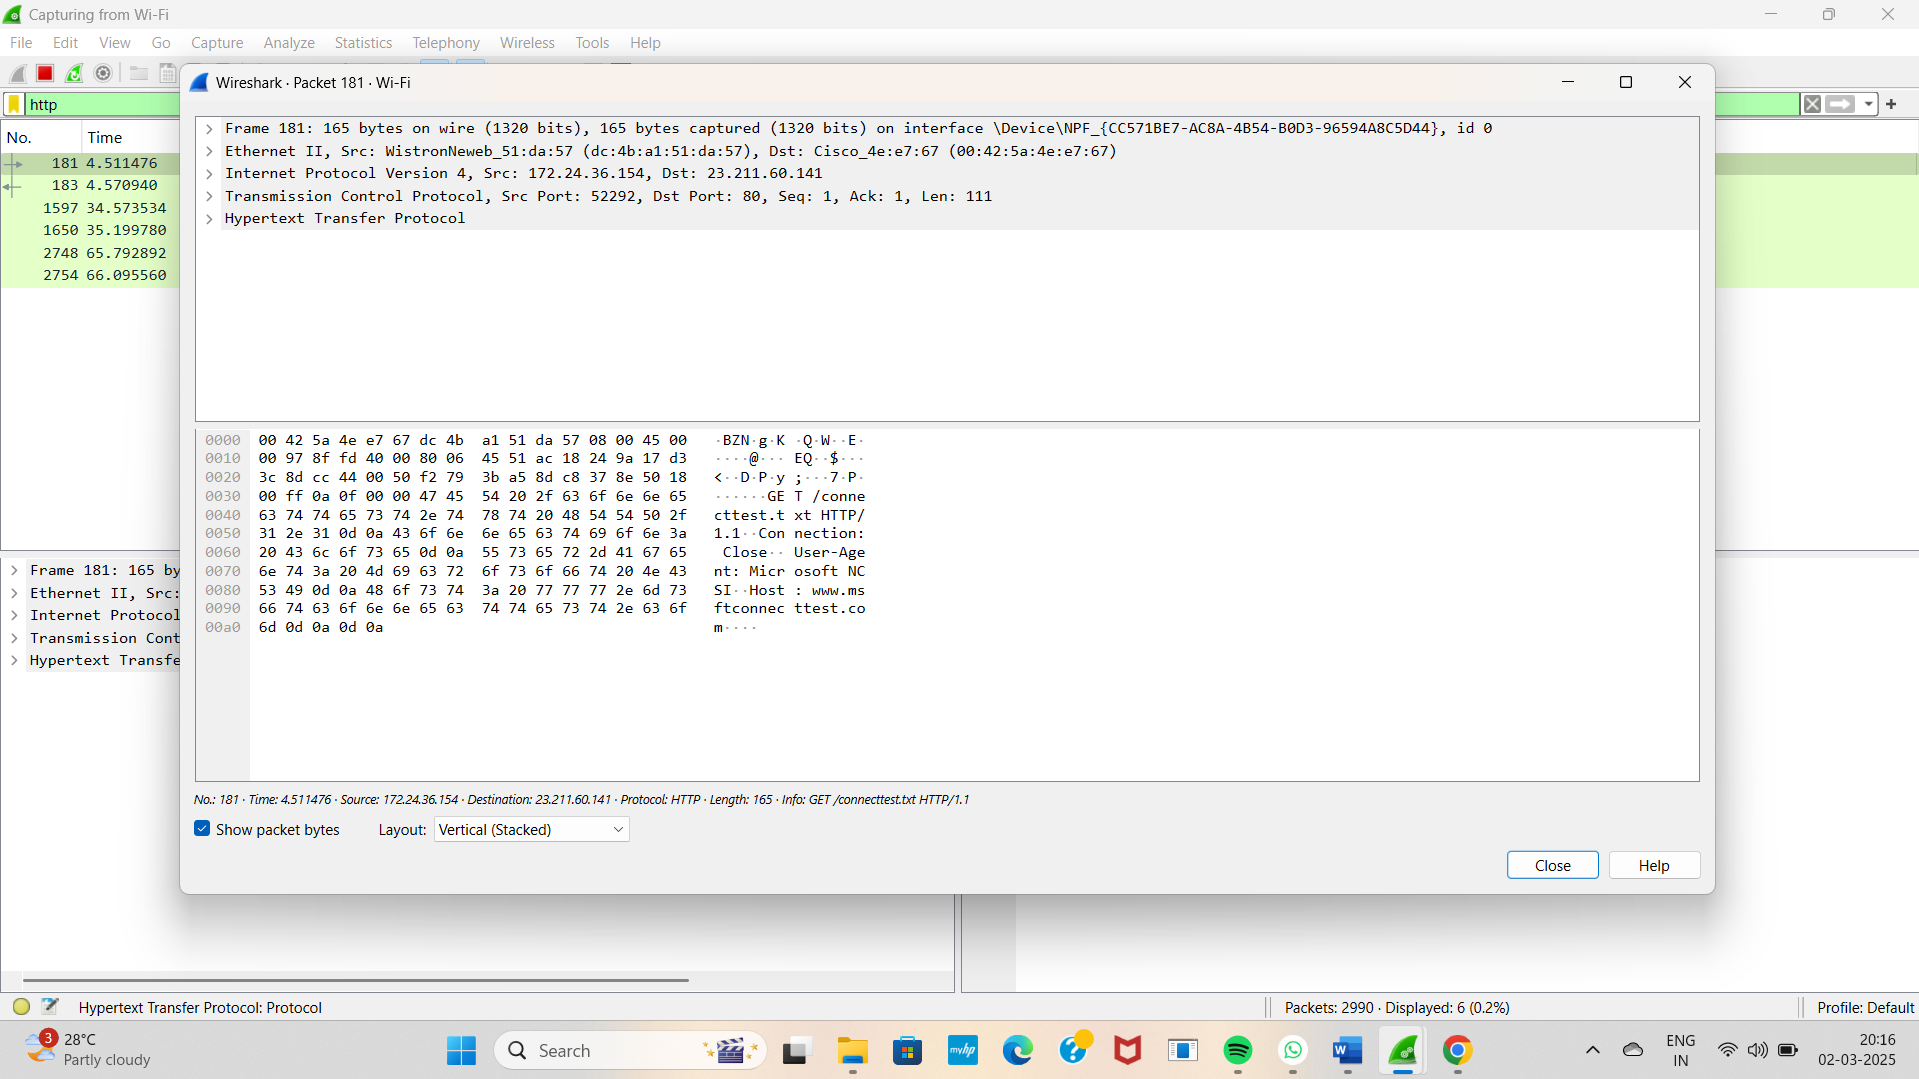 Capturing from Wi-Fi
File Edit View Go Capture Analyze Statistics Telephony Wireless Tools Help
Wireshark · Packet 181 · Wi-Fi
http
No. Time
181 4.511476
183 4.570940
1597 34.573534
1650 35.199780
2748 65.792892
2754 66.095560
Frame 181: 165 bytes on wire (1320 bits), 165 bytes captured (1320 bits) on interface \Device\NPF_{CC571BE7-AC8A-4B54-B0D3-96594A8C5D44}, id 0
Ethernet II, Src: WistronNeweb_51:da:57 (dc:4b:a1:51:da:57), Dst: Cisco_4e:e7:67 (00:42:5a:4e:e7:67)
Internet Protocol Version 4, Src: 172.24.36.154, Dst: 23.211.60.141
Transmission Control Protocol, Src Port: 52292, Dst Port: 80, Seq: 1, Ack: 1, Len: 111
Hypertext Transfer Protocol
0000 00 42 5a 4e e7 67 dc 4b a1 51 da 57 08 00 45 00 ·BZN·g·K ·Q·W··E·
0010 00 97 8f fd 40 00 80 06 45 51 ac 18 24 9a 17 d3 ····@··· EQ··$···
0020 3c 8d cc 44 00 50 f2 79 3b a5 8d c8 37 8e 50 18 <··D·P·y ;···7·P·
0030 00 ff 0a 0f 00 00 47 45 54 20 2f 63 6f 6e 6e 65 ······GE T /conne
0040 63 74 74 65 73 74 2e 74 78 74 20 48 54 54 50 2f cttest.t xt HTTP/
0050 31 2e 31 0d 0a 43 6f 6e 6e 65 63 74 69 6f 6e 3a 1.1··Con nection:
0060 20 43 6c 6f 73 65 0d 0a 55 73 65 72 2d 41 67 65 Close·· User-Age
0070 6e 74 3a 20 4d 69 63 72 6f 73 6f 66 74 20 4e 43 nt: Micr osoft NC
0080 53 49 0d 0a 48 6f 73 74 3a 20 77 77 77 2e 6d 73 SI··Host : www.ms
0090 66 74 63 6f 6e 6e 65 63 74 74 65 73 74 2e 63 6f ftconnec ttest.co
00a0 6d 0d 0a 0d 0a m····
Frame 181: 165 by
Ethernet II, Src:
Internet Protocol
Transmission Cont
Hypertext Transfe
No.: 181 · Time: 4.511476 · Source: 172.24.36.154 · Destination: 23.211.60.141 · Protocol: HTTP · Length: 165 · Info: GET /connecttest.txt HTTP/1.1
Show packet bytes Layout: Vertical (Stacked)
Close Help
Hypertext Transfer Protocol: Protocol Packets: 2990 · Displayed: 6 (0.2%) Profile: Default
3 28°C
Partly cloudy
Search
myhp
ENG
IN
20:16
02-03-2025